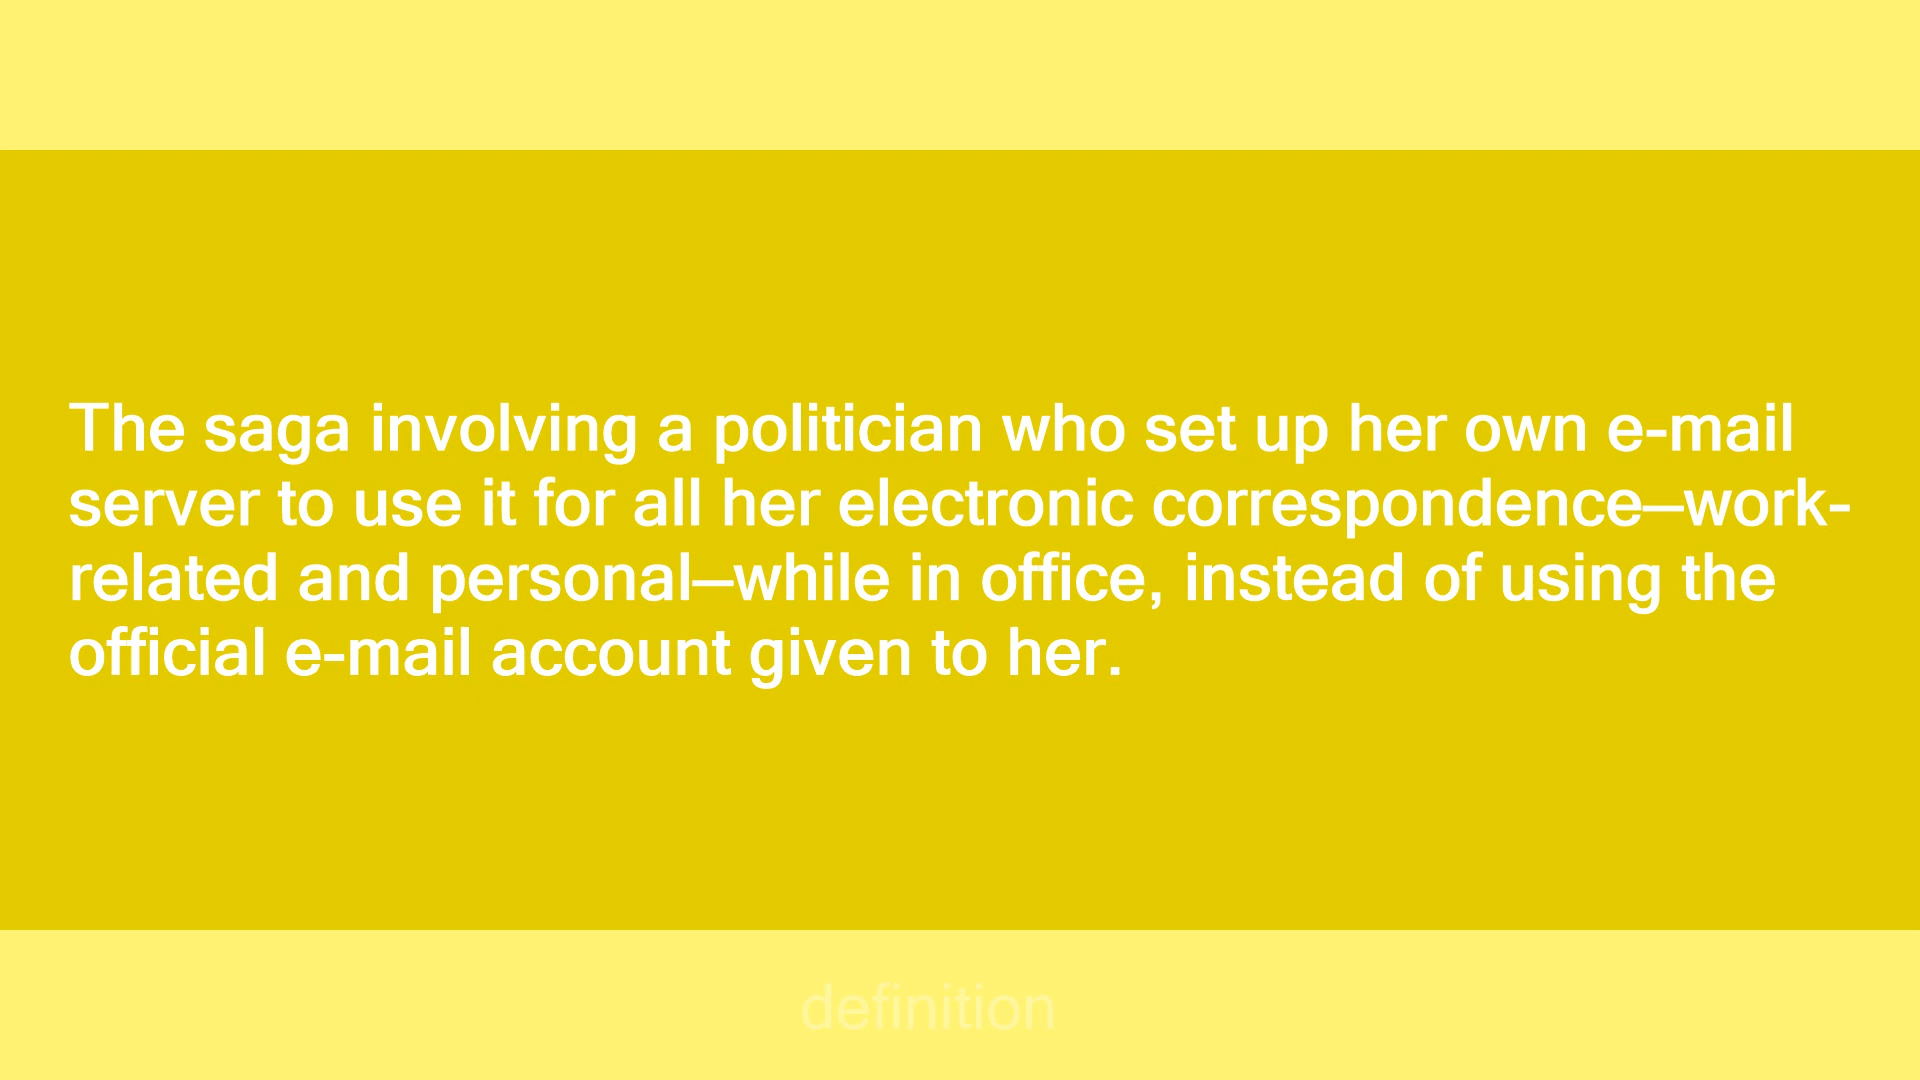 The saga involving a politician who set up her own e-mail
server to use it for all her electronic correspondence—work-
related and personal—while in office, instead of using the
official e-mail account given to her.
definition